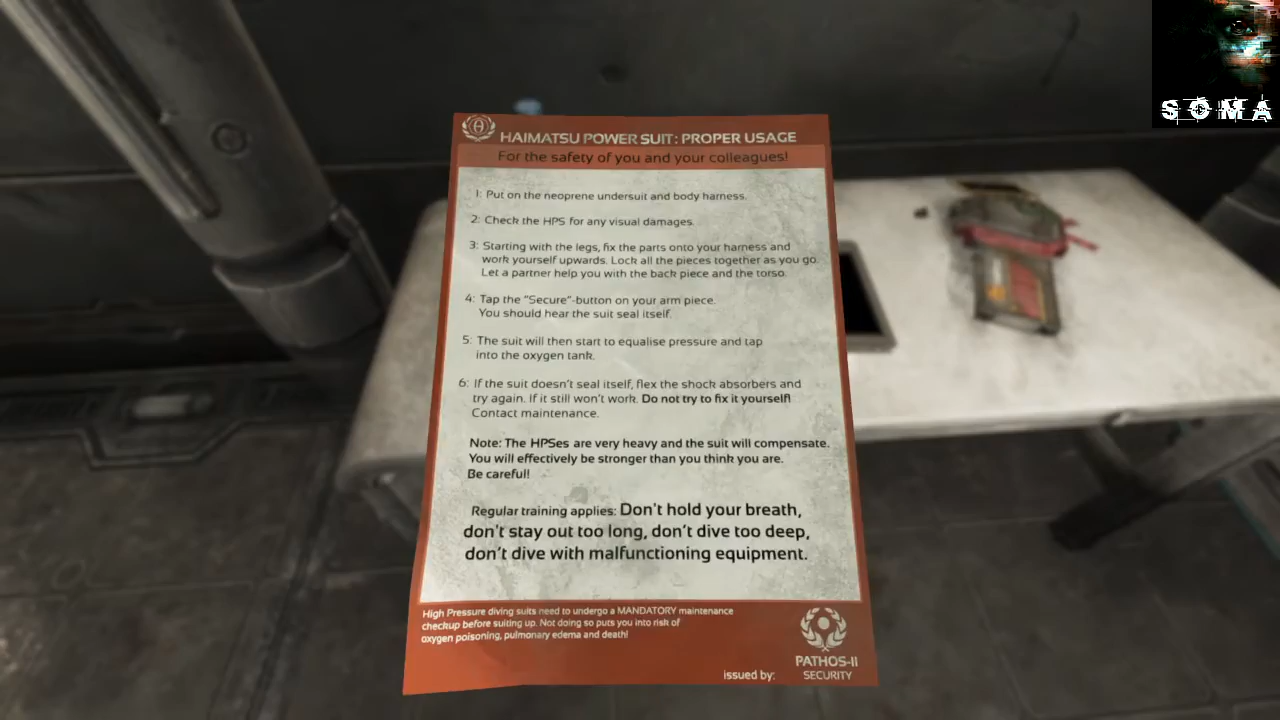 SOMA
HAIMATSU POWER SUIT: PROPER USAGE
For the safety of you and your colleagues!
1: Put on the neoprene undersuit and body harness.
2: Check the HPS for any visual damages.
3: Starting with the legs, fix the parts onto your harness and
work yourself upwards. Lock all the pieces together as you go.
Let a partner help you with the back piece and the torso.
4: Tap the "Secure"-button on your arm piece.
You should hear the suit seal itself.
5: The suit will then start to equalise pressure and tap
into the oxygen tank.
6: If the suit doesn't seal itself, flex the shock absorbers and
try again. If it still won't work. Do not try to fix it yourself!
Contact maintenance.
Note: The HPSes are very heavy and the suit will compensate.
You will effectively be stronger than you think you are.
Be careful!
Regular training applies: Don't hold your breath,
don't stay out too long, don't dive too deep,
don't dive with malfunctioning equipment.
High Pressure diving suits need to undergo a MANDATORY maintenance
checkup before suiting up. Not doing so puts you into risk of
oxygen poisoning, pulmonary edema and death!
issued by:
PATHOS-II
SECURITY